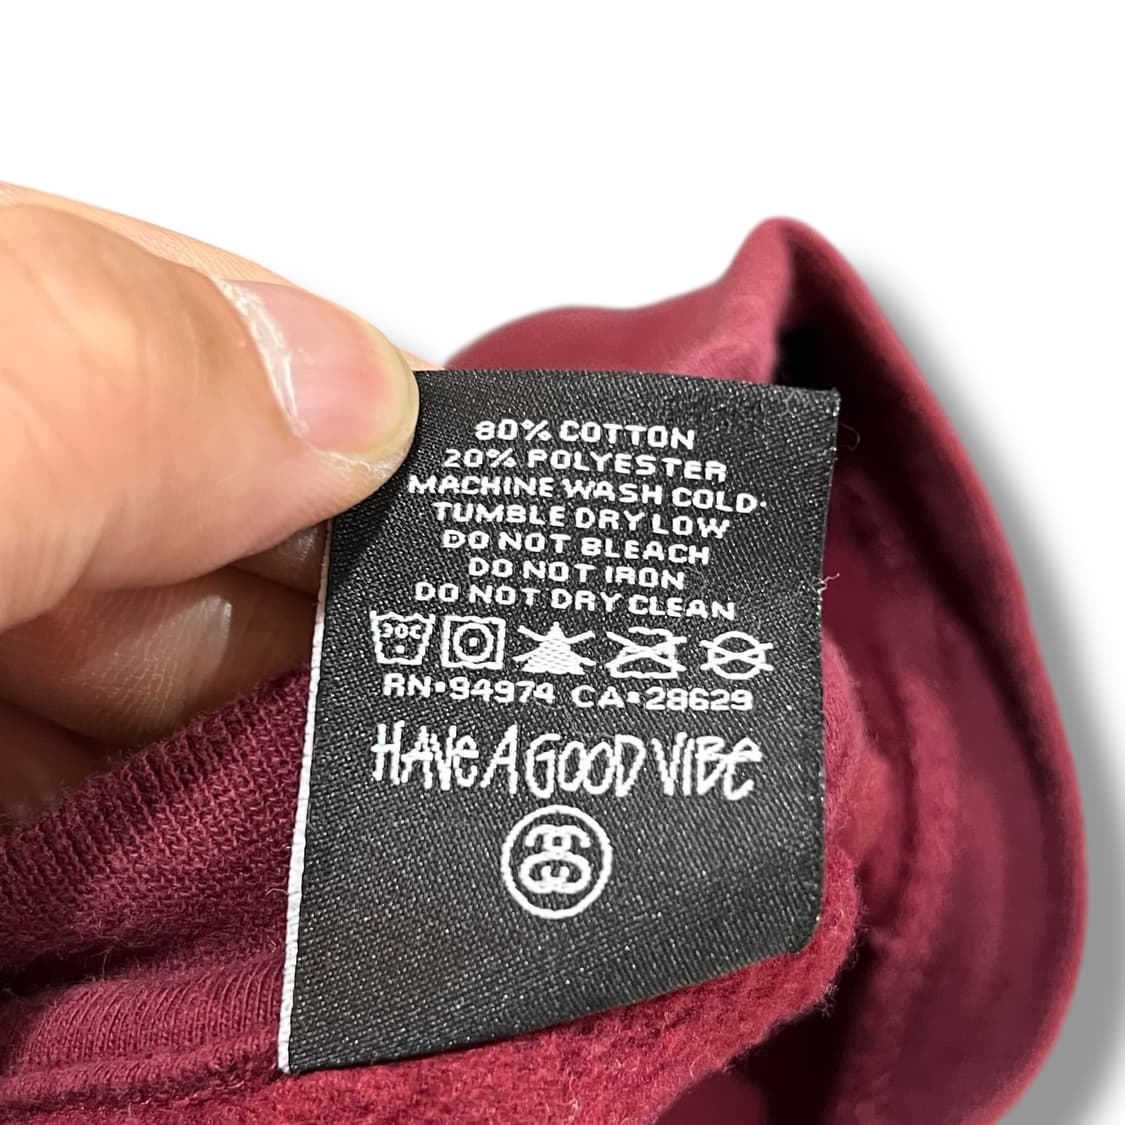 80% COTTON
20% POLYESTER
MACHINE WASH COLD
TUMBLE DRY LOW
DO NOT BLEACH
DO NOT IRON
DO NOT DRY CLEAN
30C
RN•94974 CA•28629
HAVE A GOOD VIBE